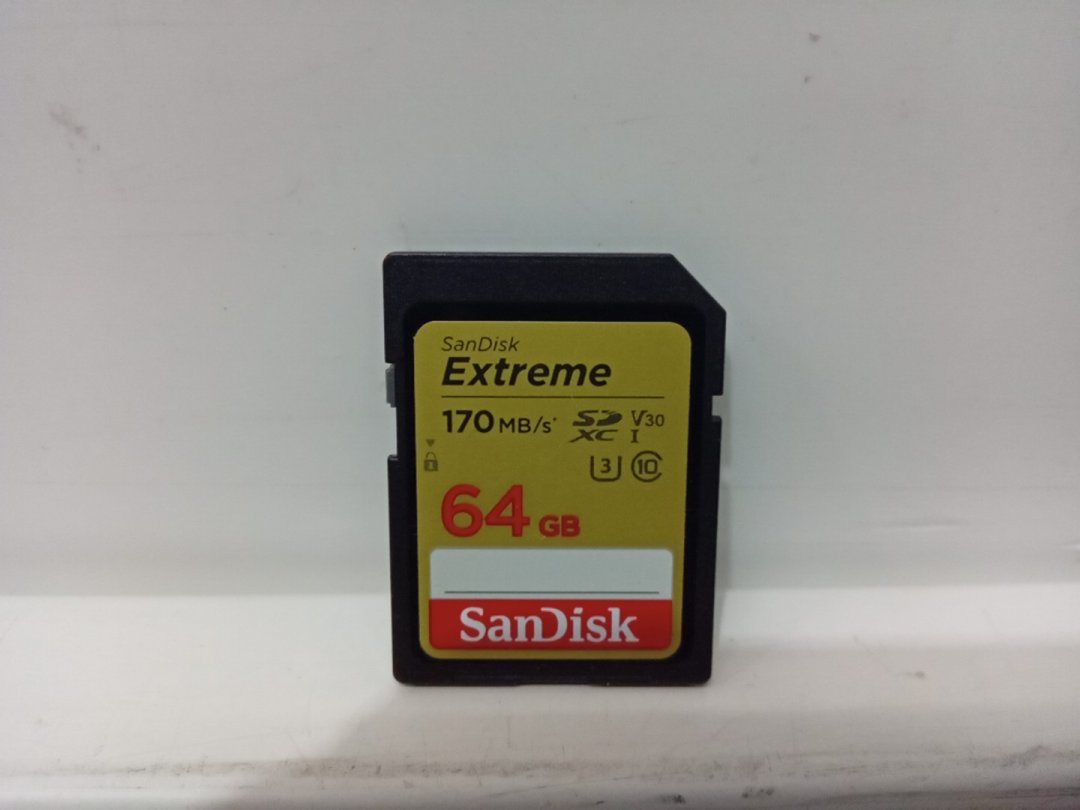 SanDisk
Extreme
170 MB/s* SD XC V30 I
3 10
64 GB
SanDisk